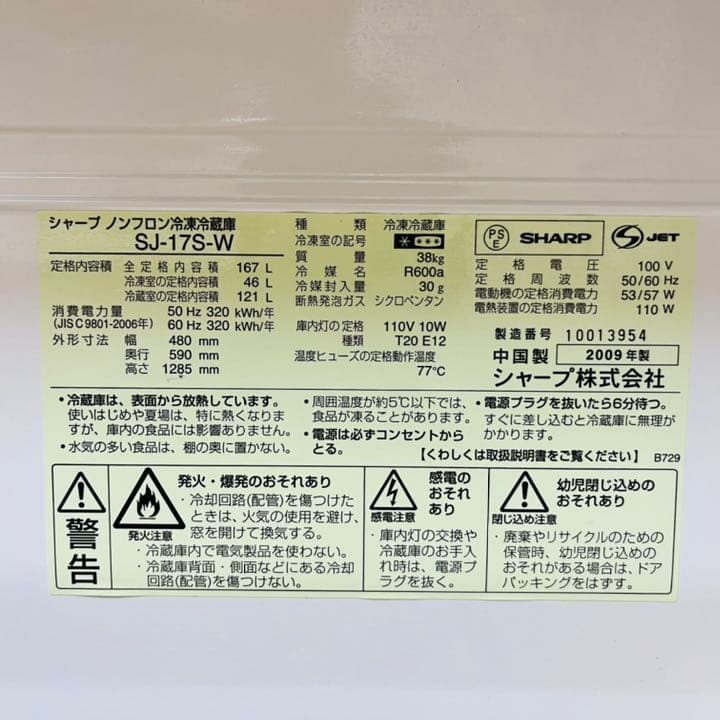 シャープ ノンフロン冷凍冷蔵庫
SJ-17S-W
定格内容積 全定格内容積 167 L
冷凍室の定格内容積 46 L
冷蔵室の定格内容積 121 L
消費電力量 50 Hz 320 kWh/年
(JIS C 9801-2006年) 60 Hz 320 kWh/年
外形寸法 幅 480 mm
奥行 590 mm
高さ 1285 mm
種類 冷凍冷蔵庫
冷凍室の記号
質量 38kg
冷媒名 R600a
冷媒封入量 30 g
断熱発泡ガス シクロペンタン
庫内灯の定格 110V 10W
T20 E12
温度ヒューズの定格動作温度
77℃
PS
E
SHARP
S JET
定格電圧 100 V
定格周波数 50/60 Hz
電動機の定格消費電力 53/57 W
電熱装置の定格消費電力 110 W
製造番号 10013954
中国製 2009年製
シャープ株式会社
・冷蔵庫は、表面から放熱しています。
使いはじめや夏場は、特に熱くなりま
すが、庫内の食品には影響ありません。
・水気の多い食品は、棚の奥に置かない。
・周囲温度が約5℃以下では、
食品が凍ることがあります。
・電源は必ずコンセントから
とる。
・電源プラグを抜いたら6分待つ。
すぐに差し込むと冷蔵庫に無理が
かかります。
【くわしくは取扱説明書をご覧ください】 B729
警告
発火注意
発火・爆発のおそれあり
・冷却回路(配管)を傷つけた
ときは、火気の使用を避け、
窓を開けて換気する。
・冷蔵庫内で電気製品を使わない。
・冷蔵庫背面・側面などにある冷却
回路(配管)を傷つけない。
感電注意
感電の
おそれ
あり
・庫内灯の交換や
冷蔵庫のお手入
れ時は、電源プ
ラグを抜く。
閉じ込め注意
幼児閉じ込めの
おそれあり
・廃棄やリサイクルのための
保管時、幼児閉じ込めの
おそれがある場合は、ドア
パッキングをはずす。